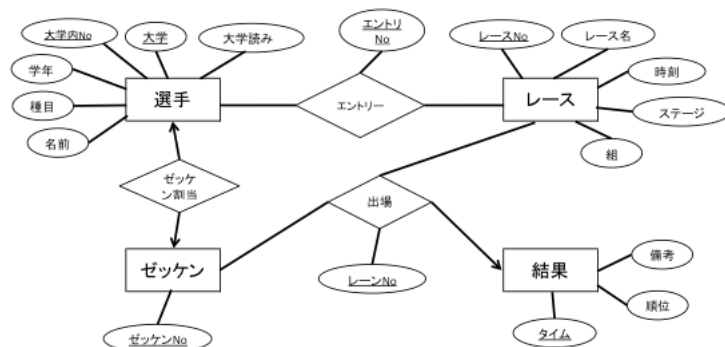 エントリ
No
大学内No
大学
大学読み
レースNo
レース名
学年
種目
名前
選手
エントリー
レース
時刻
ステージ
組
ゼッケ
ン割当
出場
ゼッケン
レーンNo
結果
備考
順位
ゼッケンNo
タイム